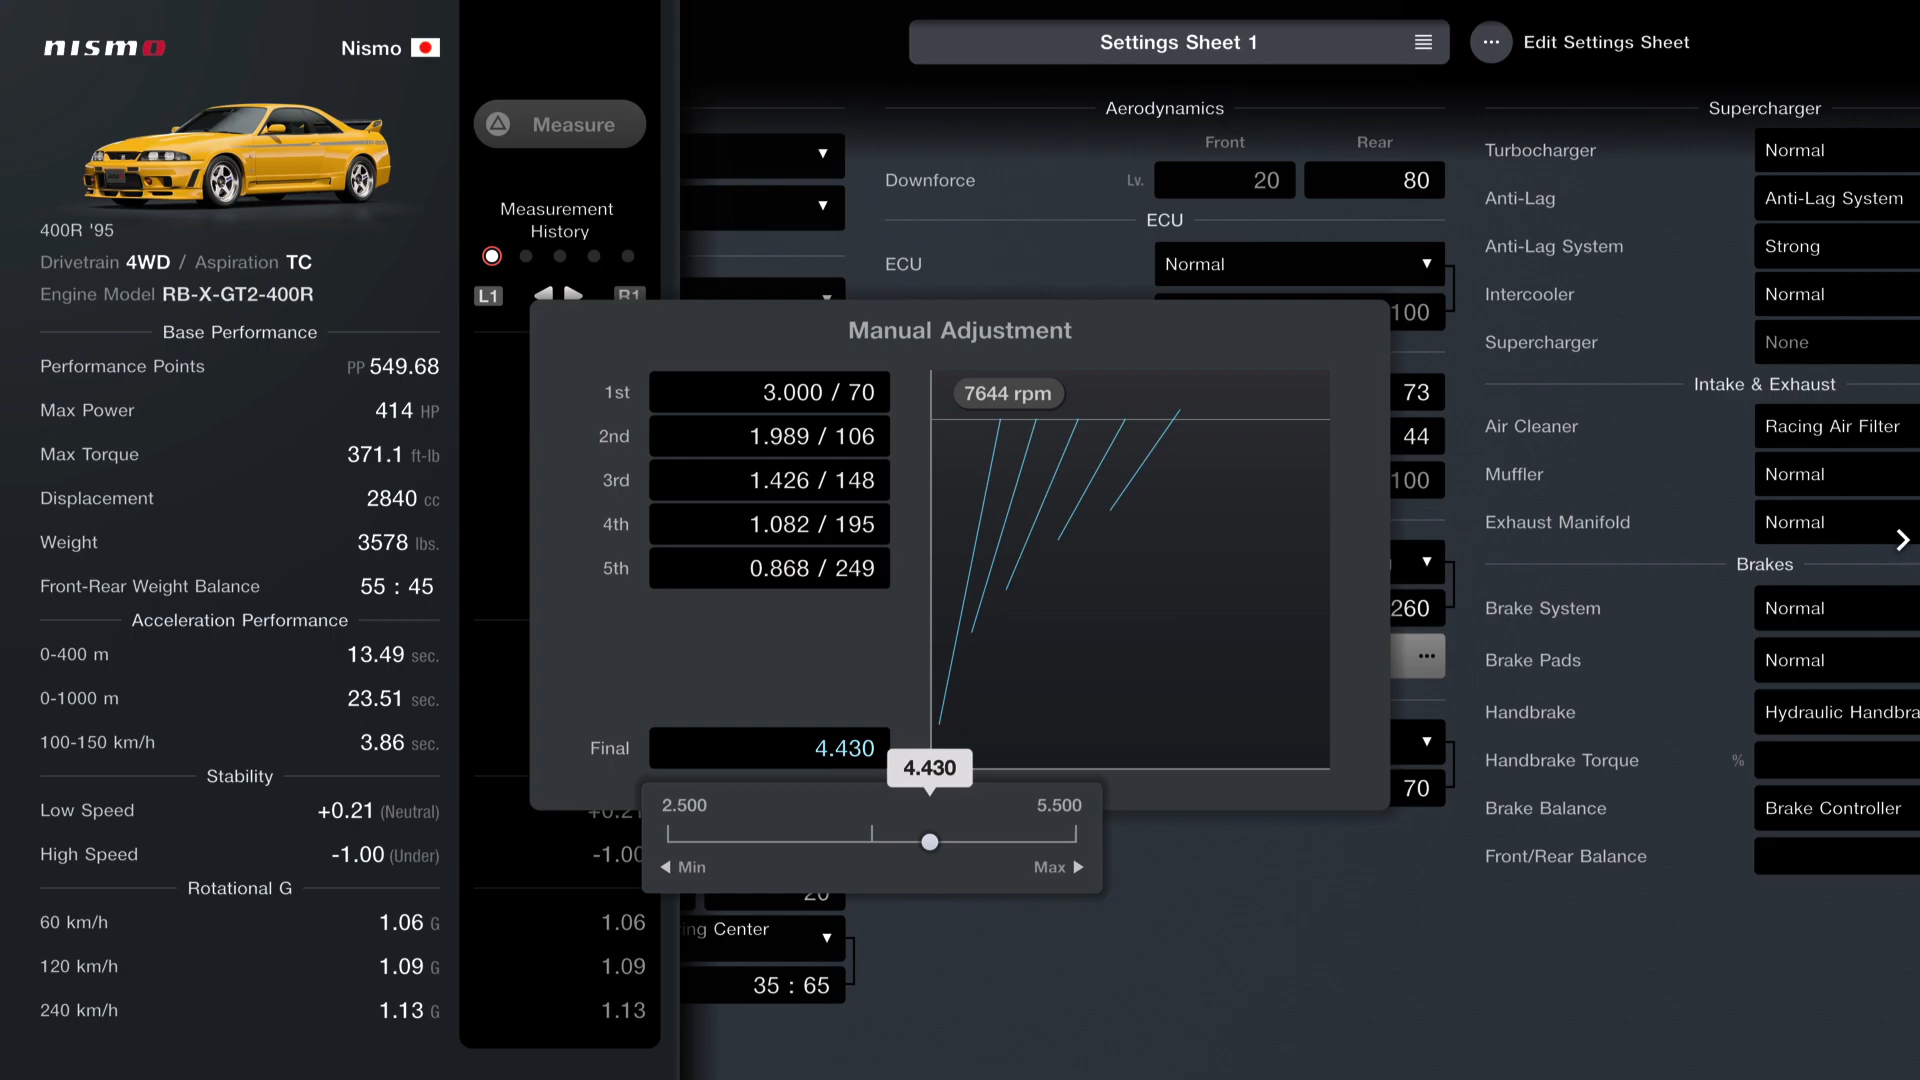 nismo
Nismo
400R '95
Drivetrain 4WD / Aspiration TC
Engine Model RB-X-GT2-400R
Base Performance
Performance Points PP 549.68
Max Power 414 HP
Max Torque 371.1 ft-lb
Displacement 2840 cc
Weight 3578 lbs.
Front-Rear Weight Balance 55 : 45
Acceleration Performance
0-400 m 13.49 sec.
0-1000 m 23.51 sec.
100-150 km/h 3.86 sec.
Stability
Low Speed +0.21 (Neutral)
High Speed -1.00 (Under)
Rotational G
60 km/h 1.06 G
120 km/h 1.09 G
240 km/h 1.13 G
Measure
Measurement
History
L1 R1
+0.21
-1.00
1.06
1.09
1.13
Settings Sheet 1
Edit Settings Sheet
Aerodynamics
Front Rear
Downforce Lv. 20 80
ECU
ECU Normal
100
73
44
100
260
70
Manual Adjustment
1st 3.000 / 70
2nd 1.989 / 106
3rd 1.426 / 148
4th 1.082 / 195
5th 0.868 / 249
Final 4.430
7644 rpm
4.430
2.500 5.500
Min Max
20
ing Center
35 : 65
Supercharger
Turbocharger Normal
Anti-Lag Anti-Lag System
Anti-Lag System Strong
Intercooler Normal
Supercharger None
Intake & Exhaust
Air Cleaner Racing Air Filter
Muffler Normal
Exhaust Manifold Normal
Brakes
Brake System Normal
Brake Pads Normal
Handbrake Hydraulic Handbra
Handbrake Torque %
Brake Balance Brake Controller
Front/Rear Balance